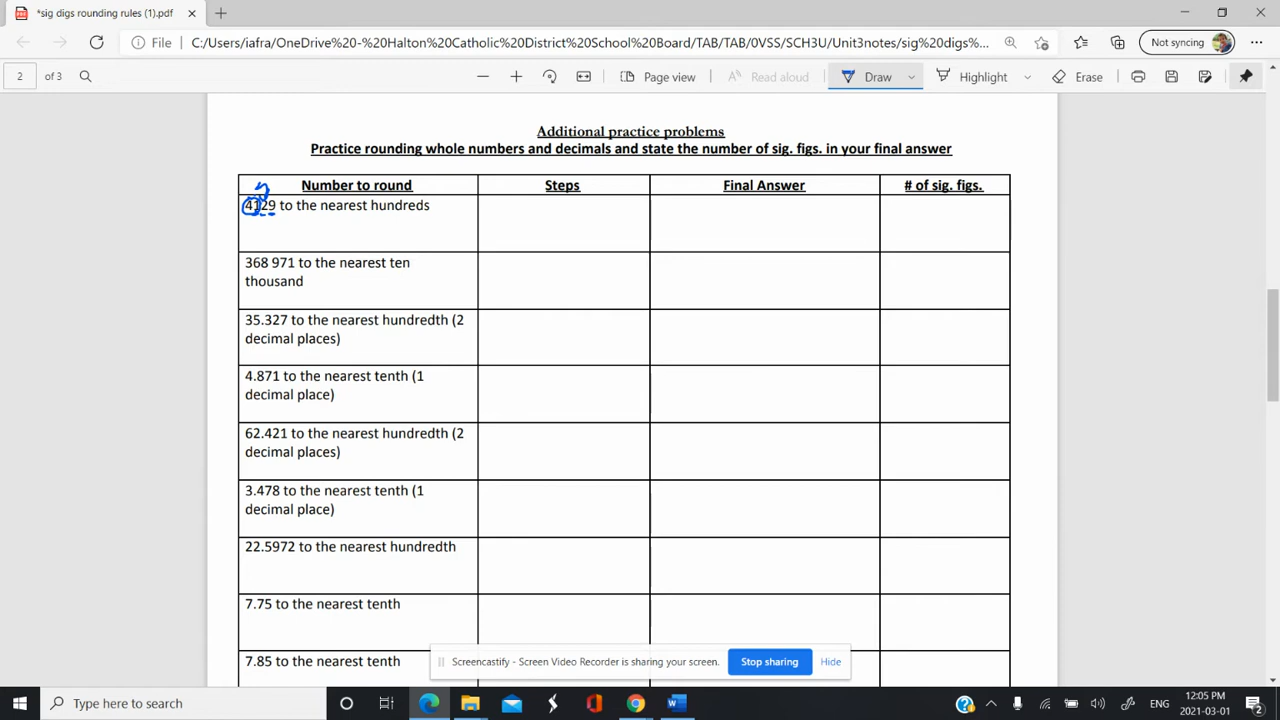 *sig digs rounding rules (1).pdf
File
C:/Users/iafra/OneDrive%20-%20Halton%20Catholic%20District%20School%20Board/TAB/TAB/0VSS/SCH3U/Unit3notes/sig%20digs%...
Not syncing
2 of 3
Page view
Read aloud
Draw
Highlight
Erase
Additional practice problems
Practice rounding whole numbers and decimals and state the number of sig. figs. in your final answer
Number to round Steps Final Answer # of sig. figs.
4129 to the nearest hundreds
368 971 to the nearest ten
thousand
35.327 to the nearest hundredth (2
decimal places)
4.871 to the nearest tenth (1
decimal place)
62.421 to the nearest hundredth (2
decimal places)
3.478 to the nearest tenth (1
decimal place)
22.5972 to the nearest hundredth
7.75 to the nearest tenth
7.85 to the nearest tenth
Screencastify - Screen Video Recorder is sharing your screen.
Stop sharing
Hide
Type here to search
ENG
12:05 PM
2021-03-01
2